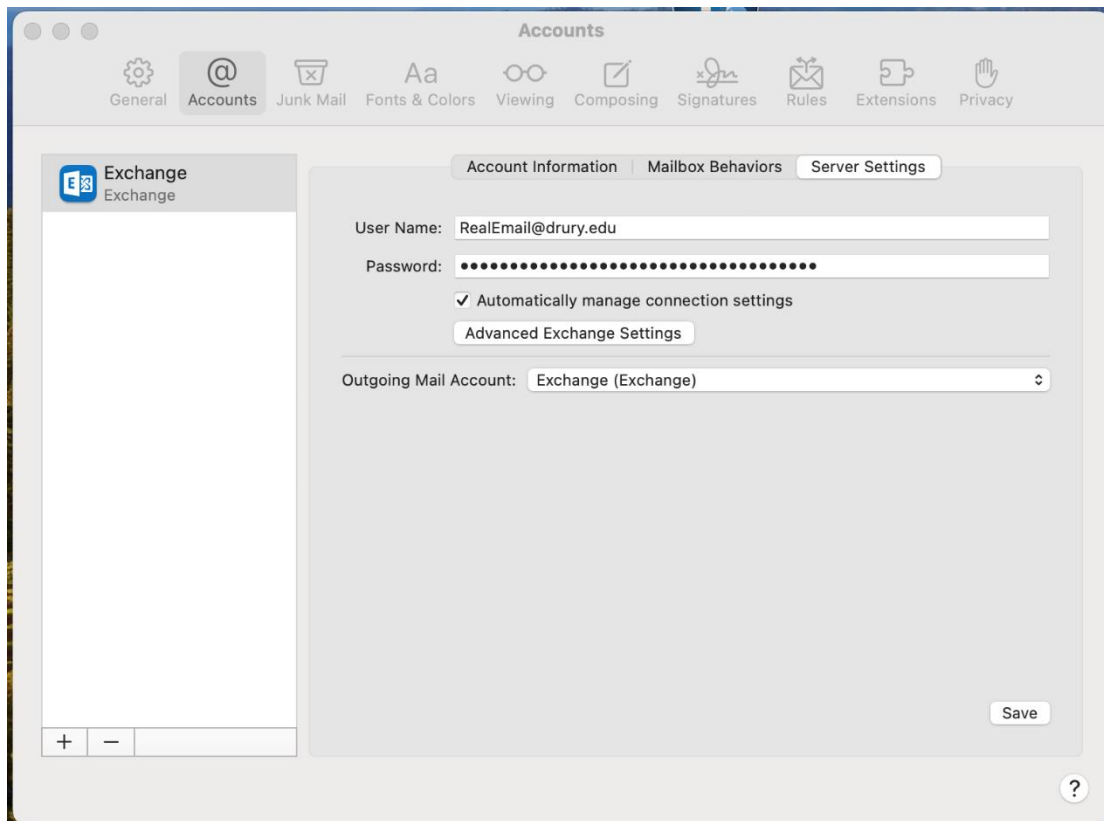 Accounts
General Accounts Junk Mail Fonts & Colors Viewing Composing Signatures Rules Extensions Privacy
Exchange
Exchange
Account Information Mailbox Behaviors Server Settings
User Name: RealEmail@drury.edu
Password: ••••••••••••••••••••••••••••••••••••
Automatically manage connection settings
Advanced Exchange Settings
Outgoing Mail Account: Exchange (Exchange)
Save
?